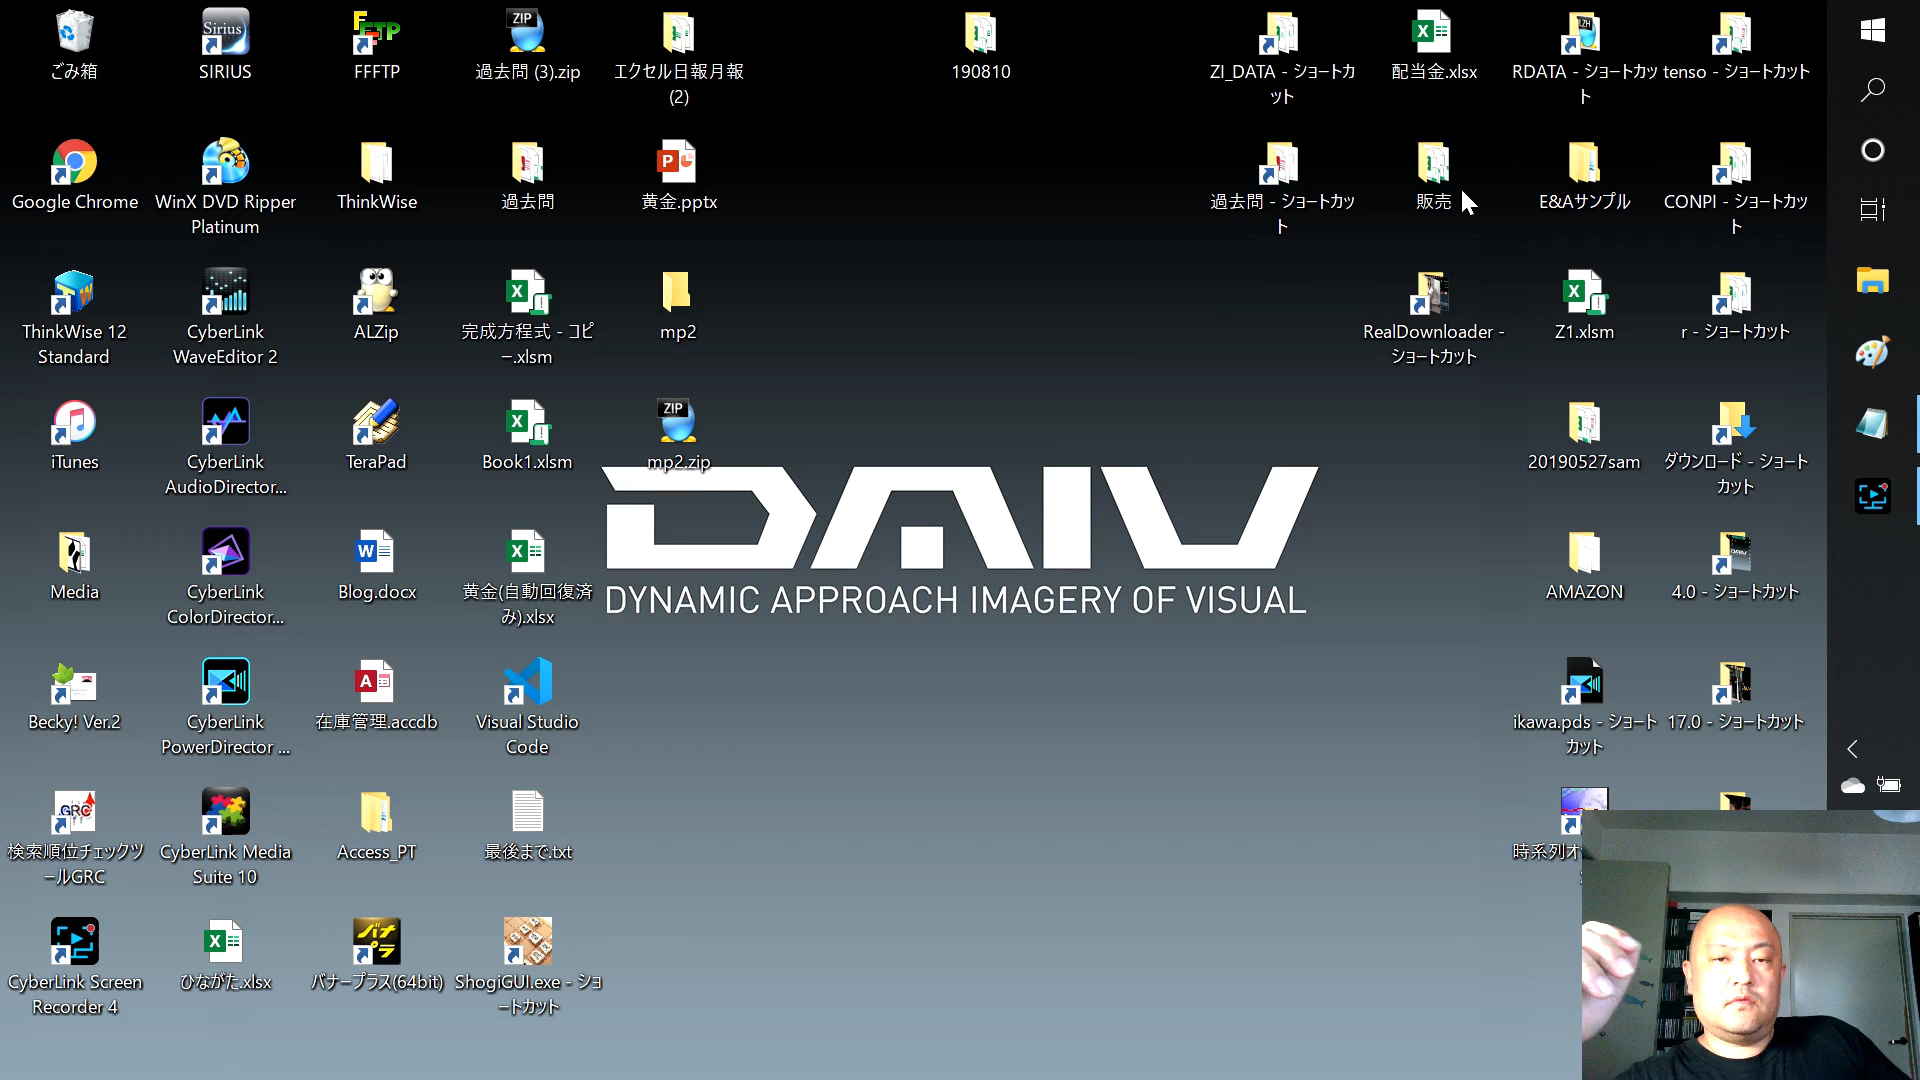 ごみ箱
SIRIUS
FFFTP
過去問 (3).zip
エクセル日報月報
(2)
190810
ZI_DATA - ショートカ
ット
配当金.xlsx
RDATA - ショートカッ
ト
tenso - ショートカット
Google Chrome
WinX DVD Ripper
Platinum
ThinkWise
過去問
黄金.pptx
過去問 - ショートカッ
ト
販売
E&Aサンプル
CONPI - ショートカッ
ト
ThinkWise 12
Standard
CyberLink
WaveEditor 2
ALZip
完成方程式 - コピ
ー.xlsm
mp2
RealDownloader -
ショートカット
Z1.xlsm
r - ショートカット
iTunes
CyberLink
AudioDirector...
TeraPad
Book1.xlsm
ZIP
mp2.zip
20190527sam
ダウンロード - ショート
カット
DAIV
DYNAMIC APPROACH IMAGERY OF VISUAL
Media
CyberLink
ColorDirector...
Blog.docx
黄金(自動回復済
み).xlsx
AMAZON
4.0 - ショートカット
Becky! Ver.2
CyberLink
PowerDirector ...
在庫管理.accdb
Visual Studio
Code
ikawa.pds - ショート
カット
17.0 - ショートカット
GRC
検索順位チェックツ
ールGRC
CyberLink Media
Suite 10
Access_PT
最後まで.txt
時系列オ
CyberLink Screen
Recorder 4
ひながた.xlsx
バナープラス(64bit)
ShogiGUI.exe - ショ
ートカット